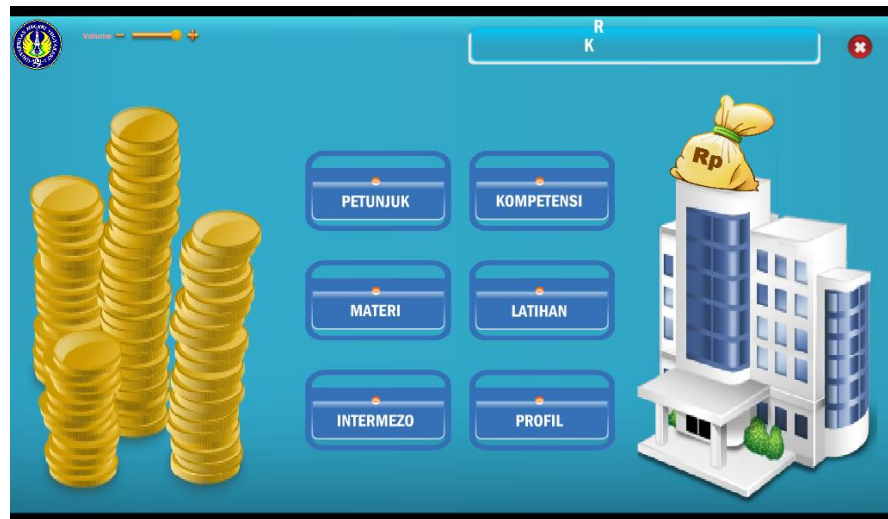 Volume - +
R
K
Rp
PETUNJUK
KOMPETENSI
MATERI
LATIHAN
INTERMEZO
PROFIL